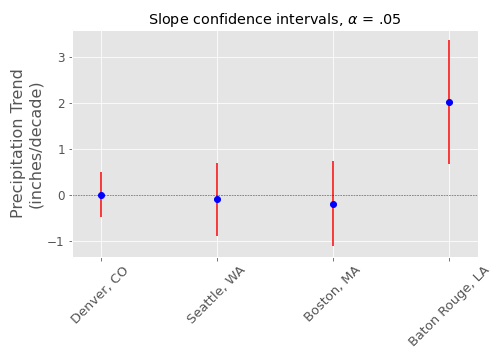 Slope confidence intervals, α = .05
Precipitation Trend
(inches/decade)
3
2
1
0
−1
Denver, CO
Seattle, WA
Boston, MA
Baton Rouge, LA